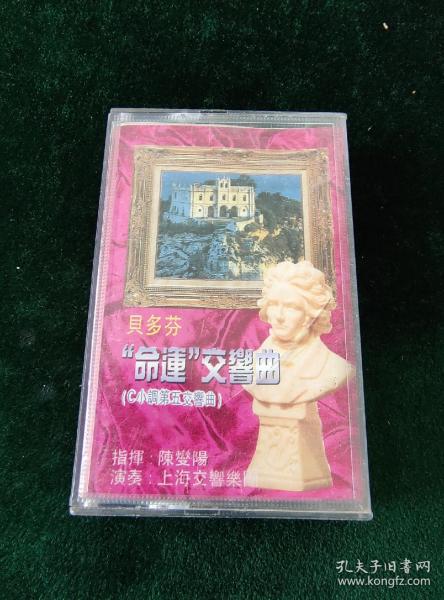 貝多芬
“命運”交響曲
(C小調第五交響曲)
指揮：陳燮陽
演奏：上海交響樂團
孔夫子旧书网
book.kongfz.com